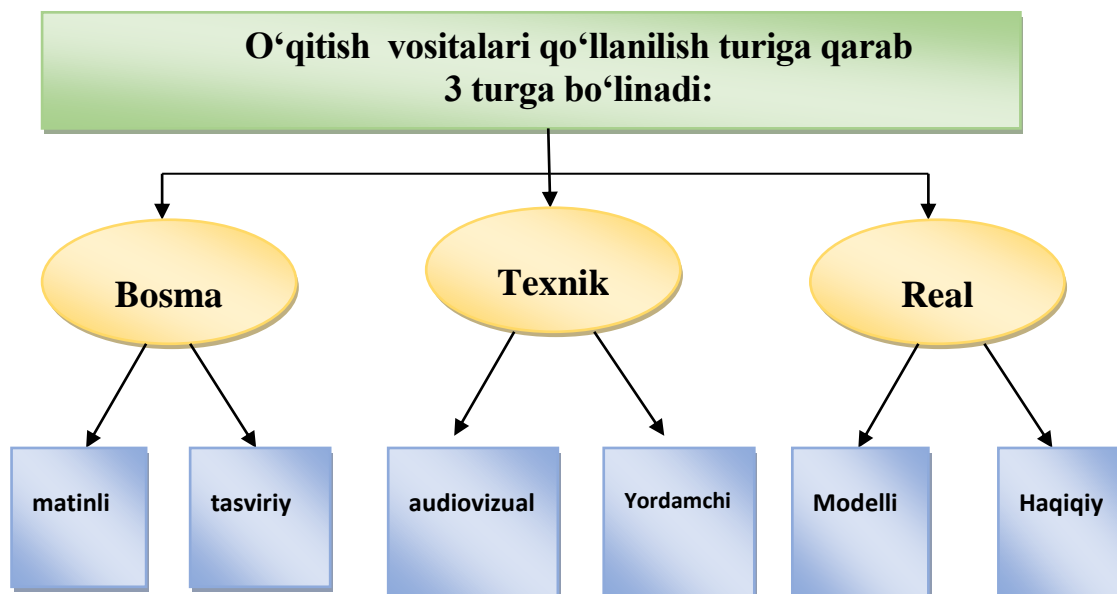 O‘qitish vositalari qo‘llanilish turiga qarab
3 turga bo‘linadi:
Bosma
Texnik
Real
matinli
tasviriy
audiovizual
Yordamchi
Modelli
Haqiqiy